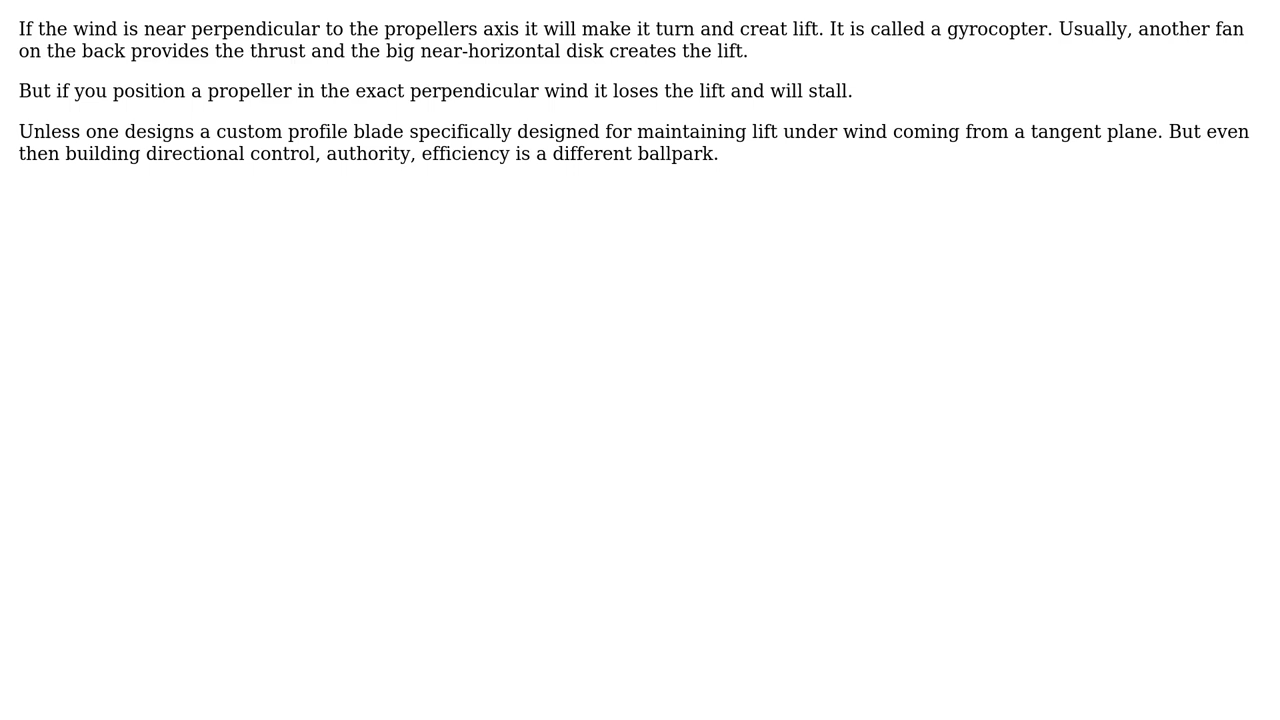 If the wind is near perpendicular to the propellers axis it will make it turn and creat lift. It is called a gyrocopter. Usually, another fan
on the back provides the thrust and the big near-horizontal disk creates the lift.
But if you position a propeller in the exact perpendicular wind it loses the lift and will stall.
Unless one designs a custom profile blade specifically designed for maintaining lift under wind coming from a tangent plane. But even
then building directional control, authority, efficiency is a different ballpark.